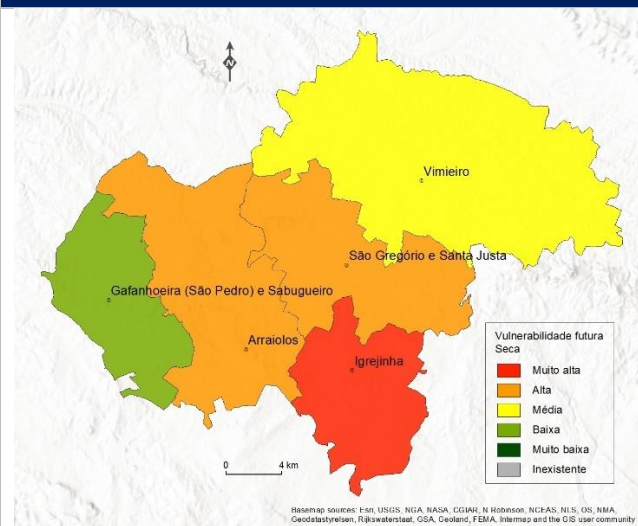 N
Vimieiro
São Gregório e Santa Justa
Gafanhoeira (São Pedro) e Sabugueiro
Arraiolos
Igrejinha
Vulnerabilidade futura
Seca
Muito alta
Alta
Média
Baixa
Muito baixa
Inexistente
0 4 km
Basemap sources: Esri, USGS, NGA, NASA, CGIAR, N Robinson, NCEAS, NLS, OS, NMA,
Geodatastyrelsen, Rijkswaterstaat, GSA, Geoland, FEMA, Intermap and the GIS user community